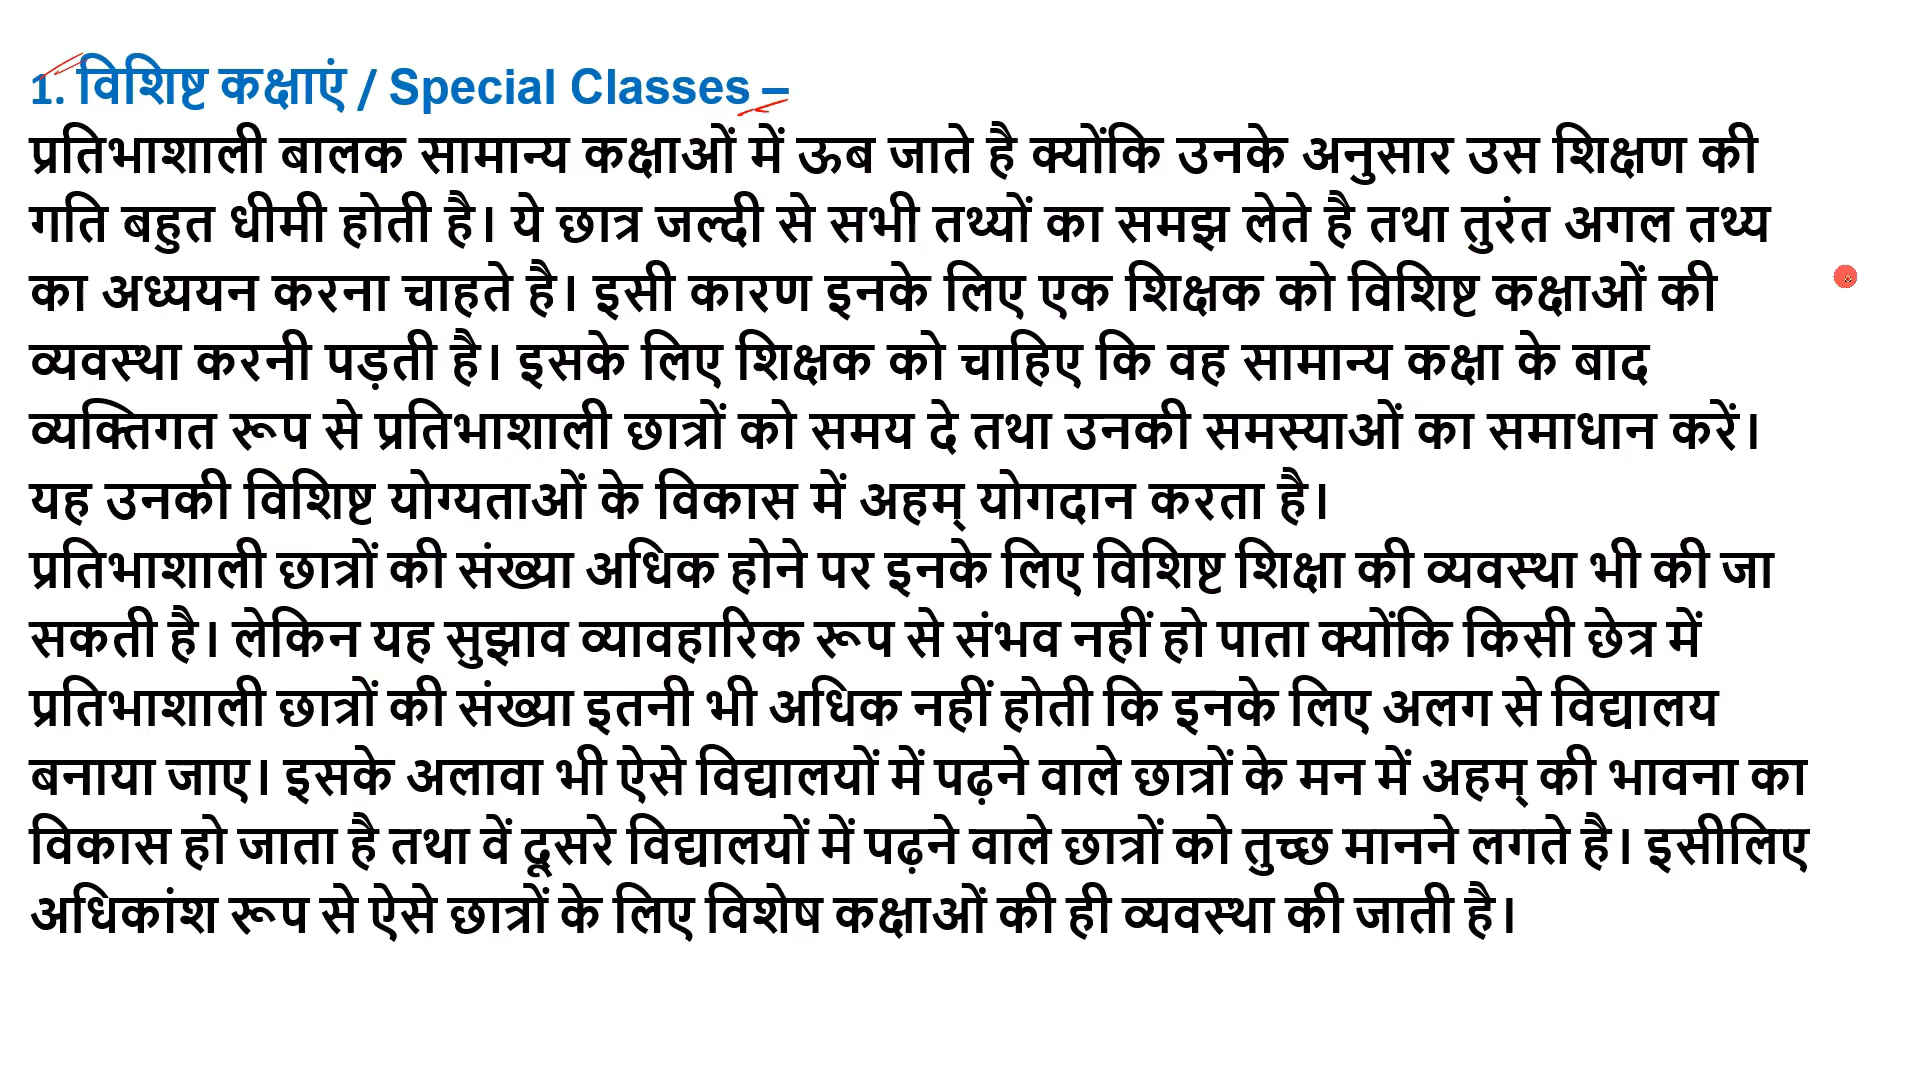 1. विशिष्ट कक्षाएं / Special Classes –
प्रतिभाशाली बालक सामान्य कक्षाओं में ऊब जाते है क्योंकि उनके अनुसार उस शिक्षण की
गति बहुत धीमी होती है। ये छात्र जल्दी से सभी तथ्यों का समझ लेते है तथा तुरंत अगल तथ्य
का अध्ययन करना चाहते है। इसी कारण इनके लिए एक शिक्षक को विशिष्ट कक्षाओं की
व्यवस्था करनी पड़ती है। इसके लिए शिक्षक को चाहिए कि वह सामान्य कक्षा के बाद
व्यक्तिगत रूप से प्रतिभाशाली छात्रों को समय दे तथा उनकी समस्याओं का समाधान करें।
यह उनकी विशिष्ट योग्यताओं के विकास में अहम् योगदान करता है।
प्रतिभाशाली छात्रों की संख्या अधिक होने पर इनके लिए विशिष्ट शिक्षा की व्यवस्था भी की जा
सकती है। लेकिन यह सुझाव व्यावहारिक रूप से संभव नहीं हो पाता क्योंकि किसी छेत्र में
प्रतिभाशाली छात्रों की संख्या इतनी भी अधिक नहीं होती कि इनके लिए अलग से विद्यालय
बनाया जाए। इसके अलावा भी ऐसे विद्यालयों में पढ़ने वाले छात्रों के मन में अहम् की भावना का
विकास हो जाता है तथा वें दूसरे विद्यालयों में पढ़ने वाले छात्रों को तुच्छ मानने लगते है। इसीलिए
अधिकांश रूप से ऐसे छात्रों के लिए विशेष कक्षाओं की ही व्यवस्था की जाती है।